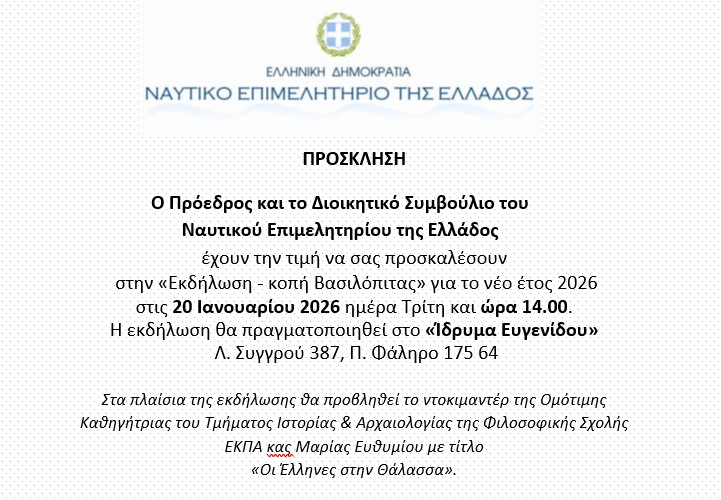 ΕΛΛΗΝΙΚΗ ΔΗΜΟΚΡΑΤΙΑ
ΝΑΥΤΙΚΟ ΕΠΙΜΕΛΗΤΗΡΙΟ ΤΗΣ ΕΛΛΑΔΟΣ
ΠΡΟΣΚΛΗΣΗ
Ο Πρόεδρος και το Διοικητικό Συμβούλιο του
Ναυτικού Επιμελητηρίου της Ελλάδος
έχουν την τιμή να σας προσκαλέσουν
στην «Εκδήλωση - κοπή Βασιλόπιτας» για το νέο έτος 2026
στις 20 Ιανουαρίου 2026 ημέρα Τρίτη και ώρα 14.00.
Η εκδήλωση θα πραγματοποιηθεί στο «Ίδρυμα Ευγενίδου»
Λ. Συγγρού 387, Π. Φάληρο 175 64
Στα πλαίσια της εκδήλωσης θα προβληθεί το ντοκιμαντέρ της Ομότιμης
Καθηγήτριας του Τμήματος Ιστορίας & Αρχαιολογίας της Φιλοσοφικής Σχολής
ΕΚΠΑ κας Μαρίας Ευθυμίου με τίτλο
«Οι Έλληνες στην Θάλασσα».